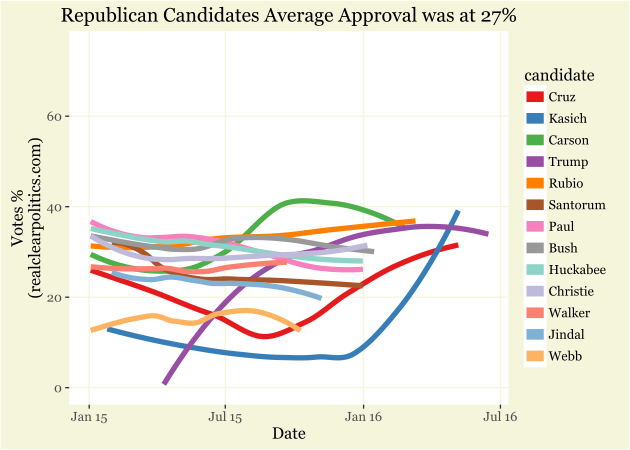 Republican Candidates Average Approval was at 27%
Votes %
(realclearpolitics.com)
60
40
20
0
Jan 15
Jul 15
Jan 16
Jul 16
Date
candidate
Cruz
Kasich
Carson
Trump
Rubio
Santorum
Paul
Bush
Huckabee
Christie
Walker
Jindal
Webb